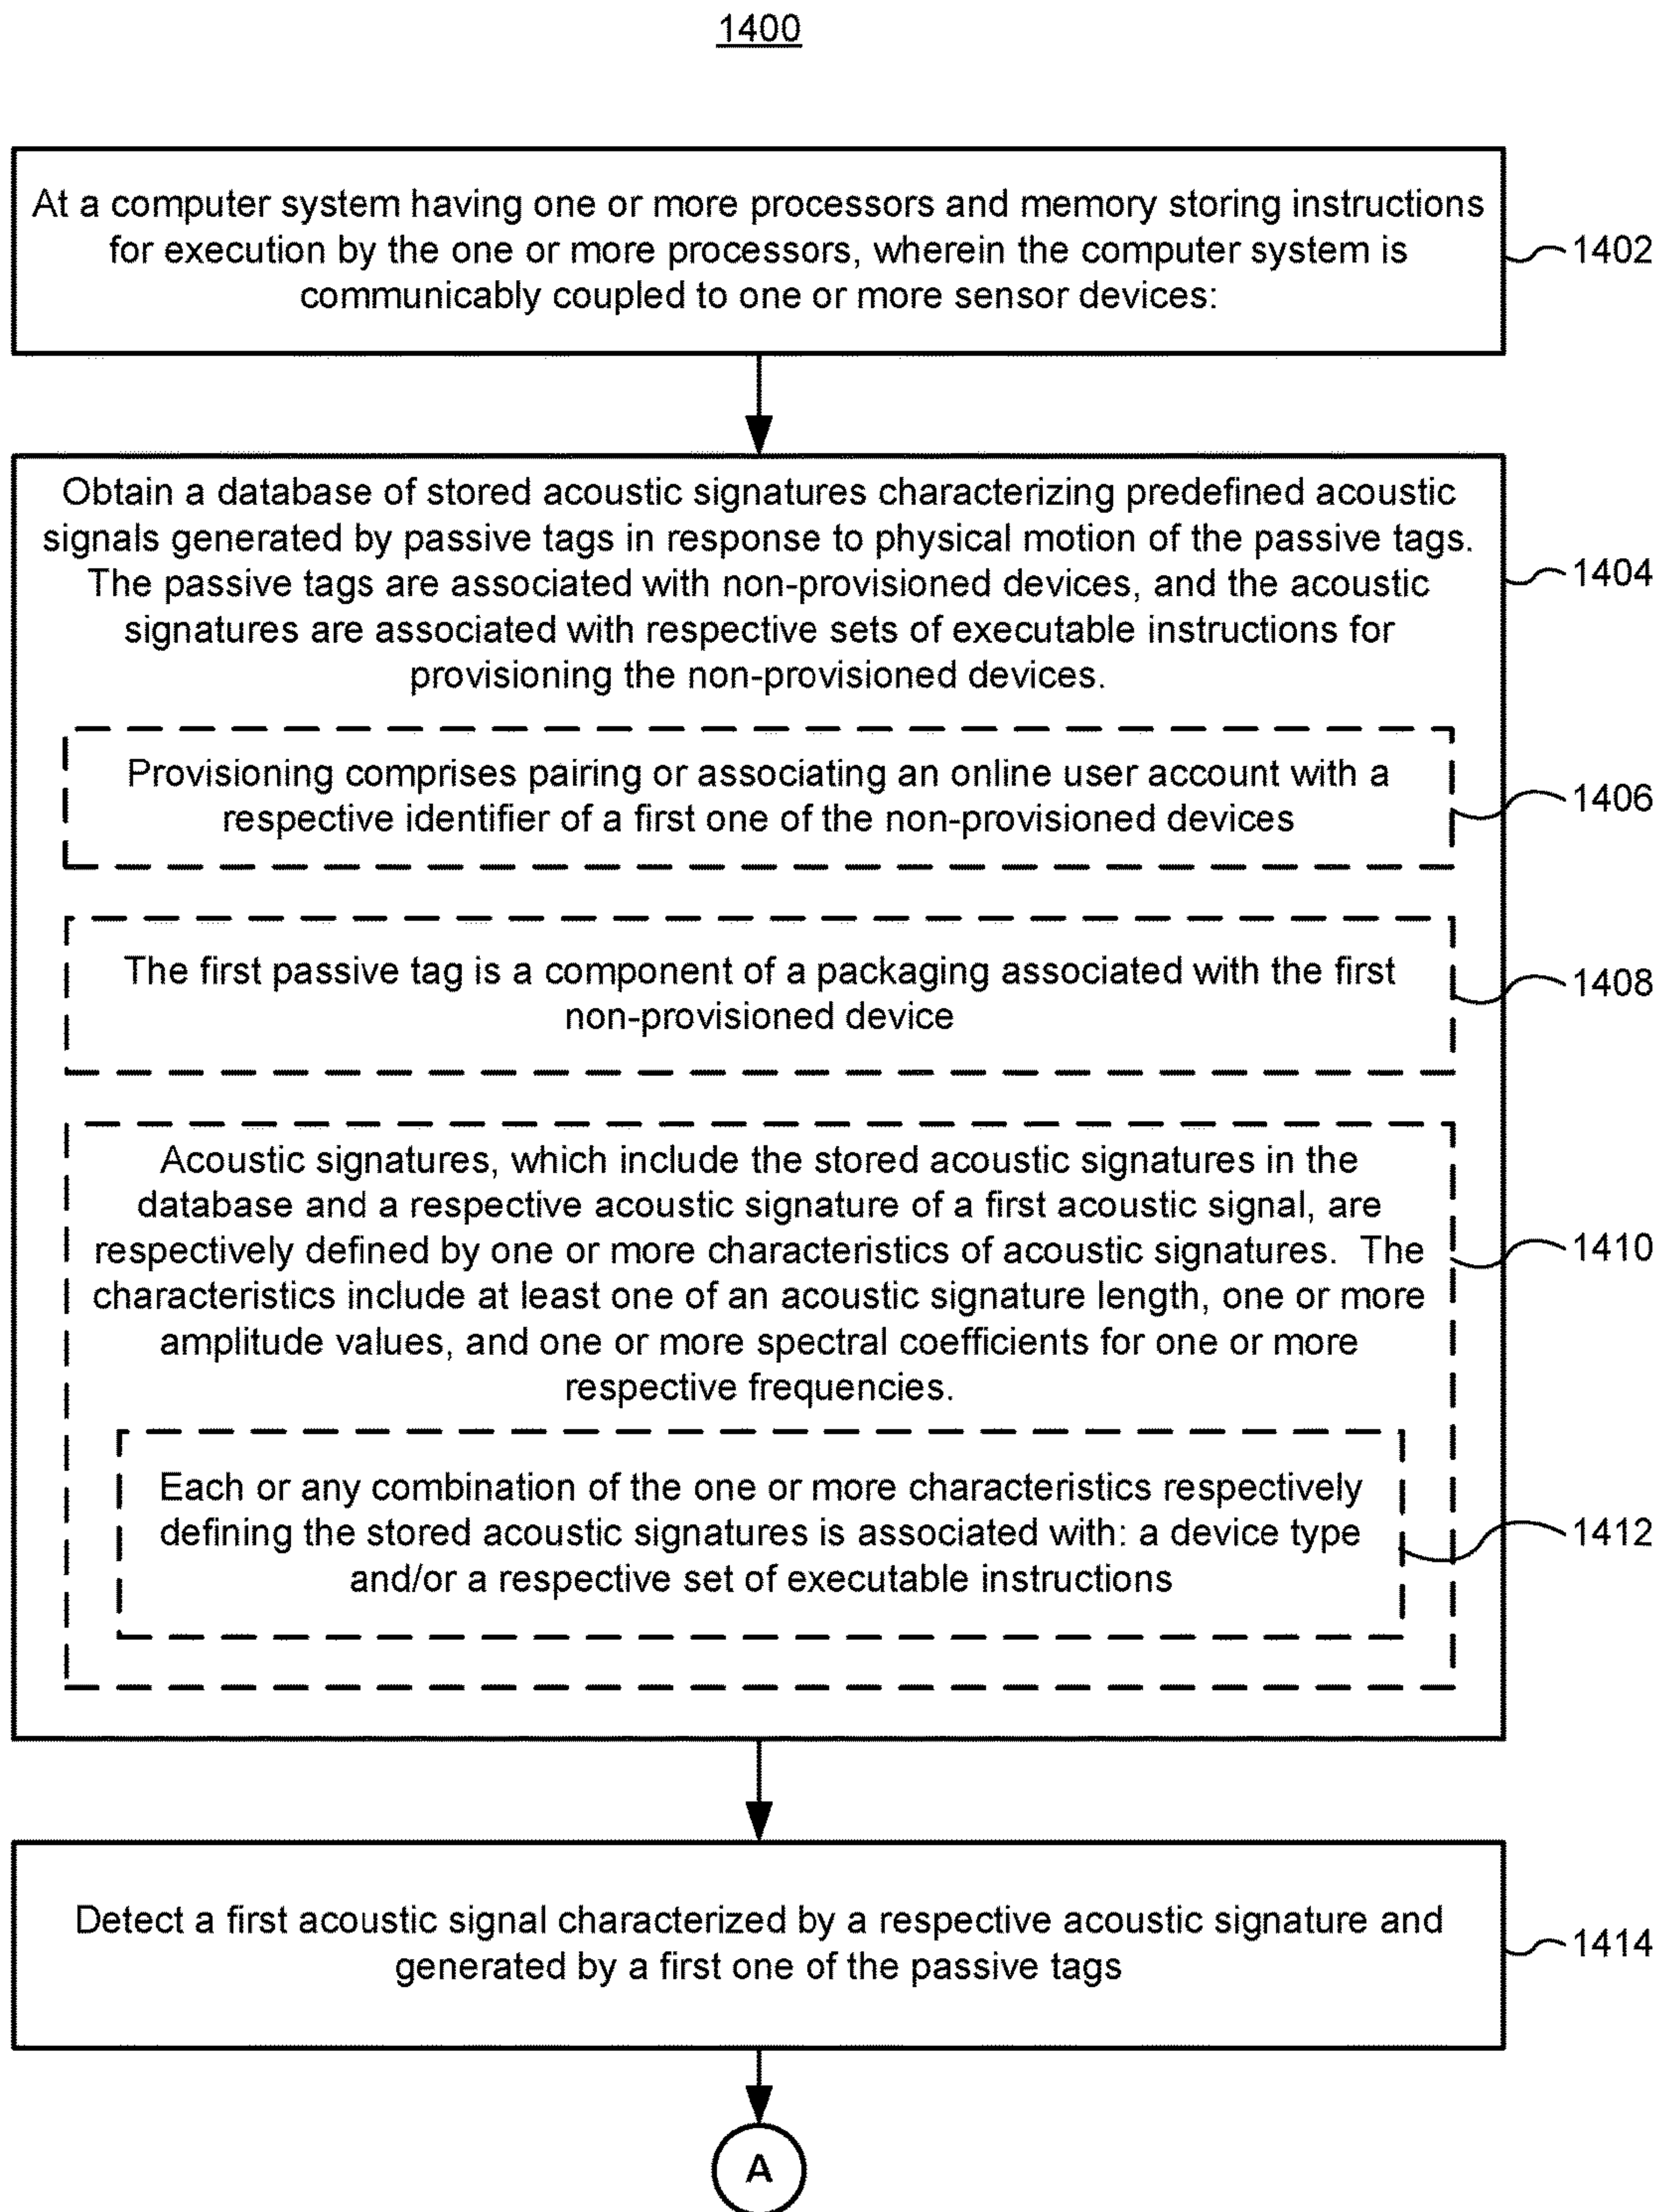 1400
At a computer system having one or more processors and memory storing instructions
for execution by the one or more processors, wherein the computer system is
communicably coupled to one or more sensor devices:
1402
Obtain a database of stored acoustic signatures characterizing predefined acoustic
signals generated by passive tags in response to physical motion of the passive tags.
The passive tags are associated with non-provisioned devices, and the acoustic
signatures are associated with respective sets of executable instructions for
provisioning the non-provisioned devices.
1404
Provisioning comprises pairing or associating an online user account with a
respective identifier of a first one of the non-provisioned devices
1406
The first passive tag is a component of a packaging associated with the first
non-provisioned device
1408
Acoustic signatures, which include the stored acoustic signatures in the
database and a respective acoustic signature of a first acoustic signal, are
respectively defined by one or more characteristics of acoustic signatures. The
characteristics include at least one of an acoustic signature length, one or more
amplitude values, and one or more spectral coefficients for one or more
respective frequencies.
1410
Each or any combination of the one or more characteristics respectively
defining the stored acoustic signatures is associated with: a device type
and/or a respective set of executable instructions
1412
Detect a first acoustic signal characterized by a respective acoustic signature and
generated by a first one of the passive tags
1414
A